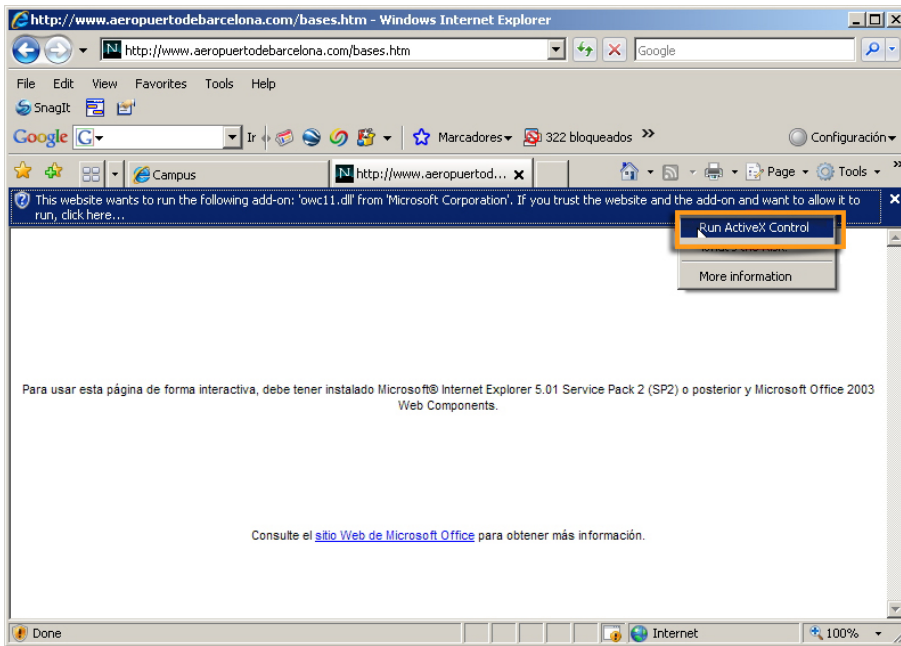 http://www.aeropuertodebarcelona.com/bases.htm - Windows Internet Explorer
http://www.aeropuertodebarcelona.com/bases.htm
Google
File Edit View Favorites Tools Help
SnagIt
Google G Ir Marcadores 322 bloqueados » Configuración
Campus http://www.aeropuertod... Page Tools »
This website wants to run the following add-on: 'owc11.dll' from 'Microsoft Corporation'. If you trust the website and the add-on and want to allow it to
run, click here...
Run ActiveX Control
More information
Para usar esta página de forma interactiva, debe tener instalado Microsoft® Internet Explorer 5.01 Service Pack 2 (SP2) o posterior y Microsoft Office 2003
Web Components.
Consulte el sitio Web de Microsoft Office para obtener más información.
Done Internet 100%